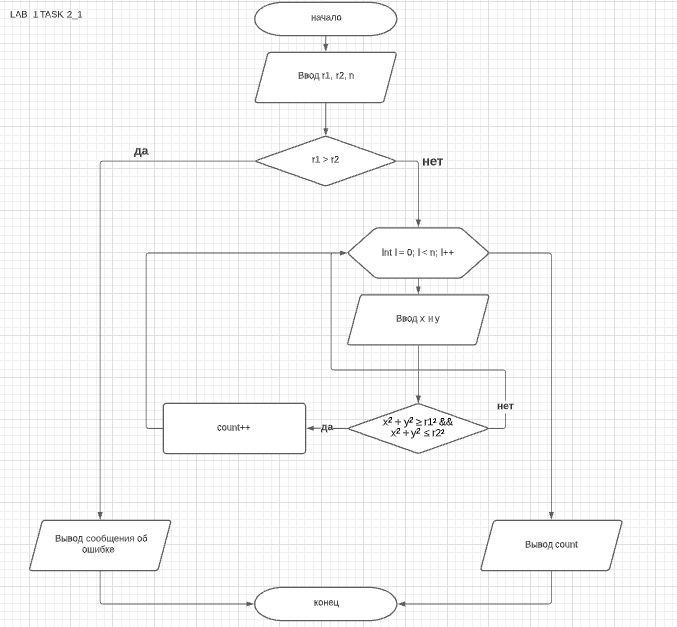 LAB 1 TASK 2_1
начало
Ввод r1, r2, n
да
r1 > r2
нет
Int I = 0; I < n; I++
Ввод x и y
нет
x² + y² ≥ r1² &&
x² + y² ≤ r2²
да
count++
Вывод сообщения об
ошибке
Вывод count
конец